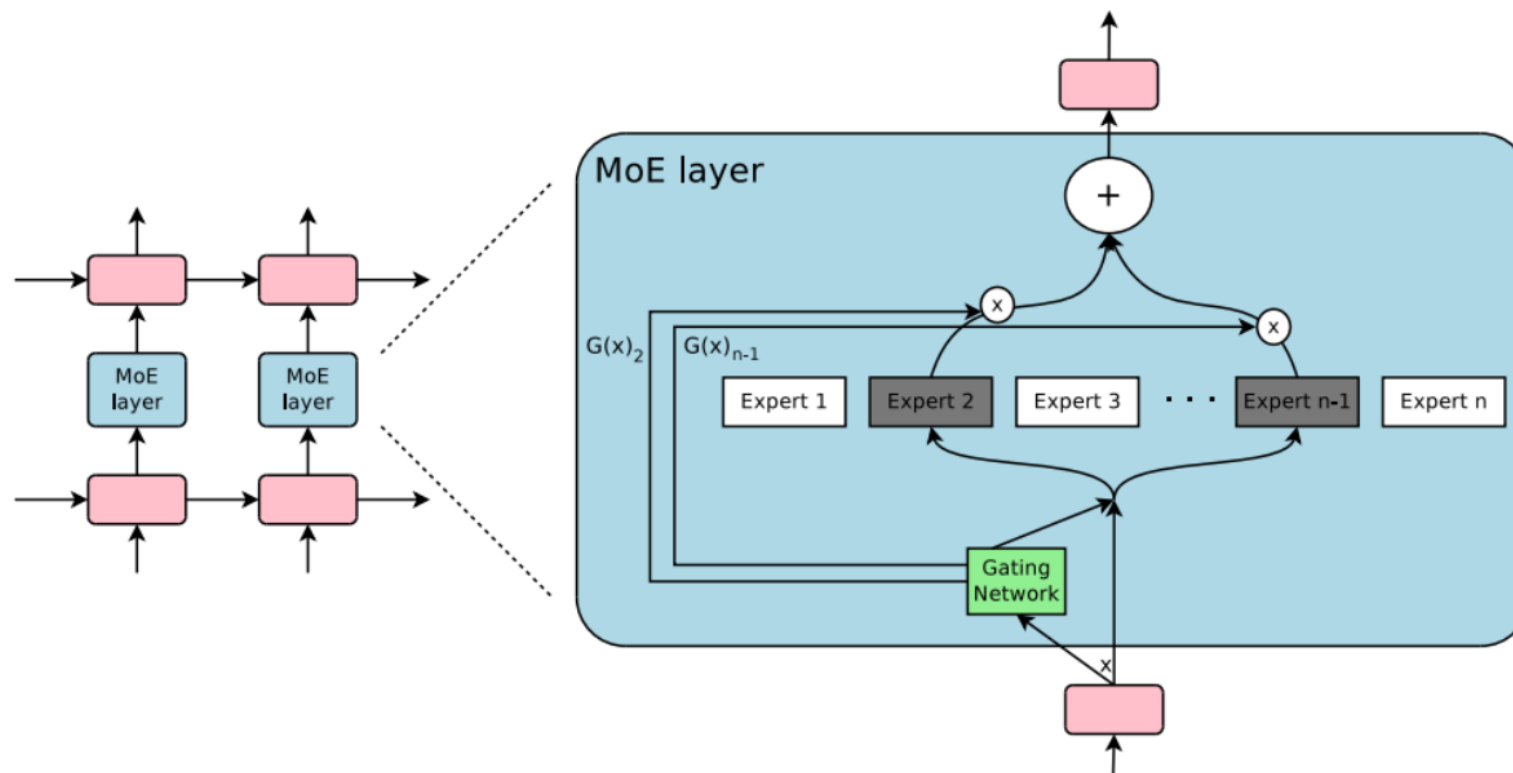 MoE layer
+
x
x
G(x)2
G(x)n-1
MoE
layer
MoE
layer
Expert 1
Expert 2
Expert 3
. . .
Expert n-1
Expert n
Gating
Network
x